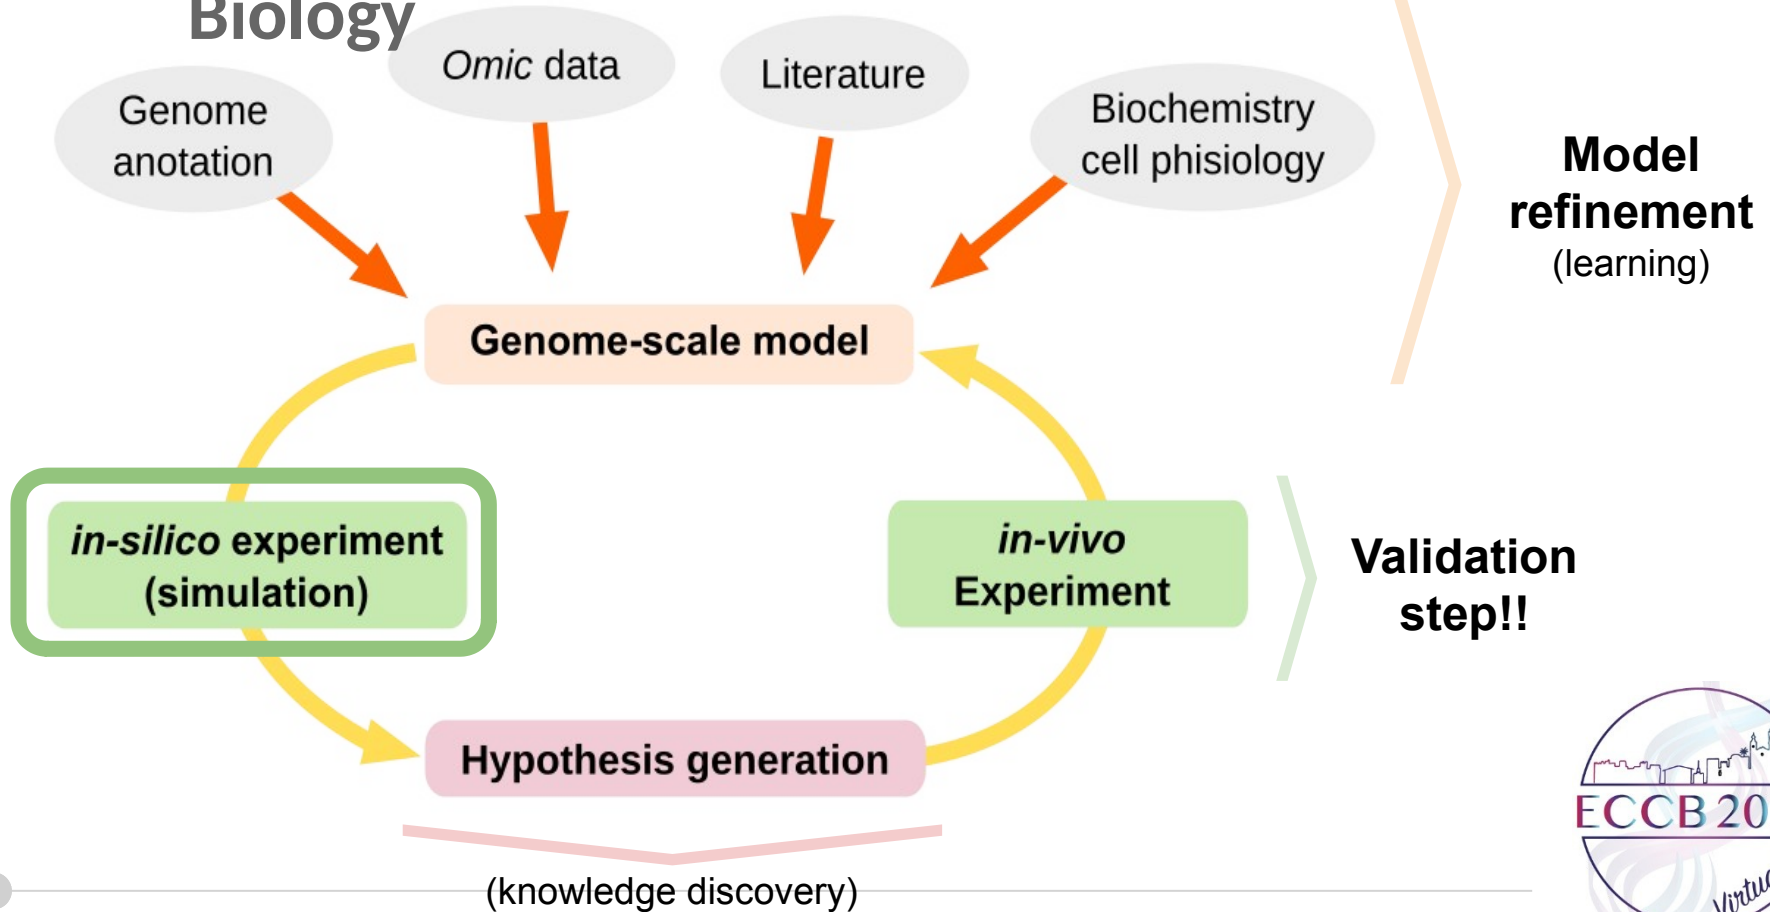 Biology
Omic data
Literature
Genome
anotation
Biochemistry
cell phisiology
Model
refinement
(learning)
Genome-scale model
in-silico experiment
(simulation)
in-vivo
Experiment
Validation
step!!
Hypothesis generation
(knowledge discovery)
ECCB 20